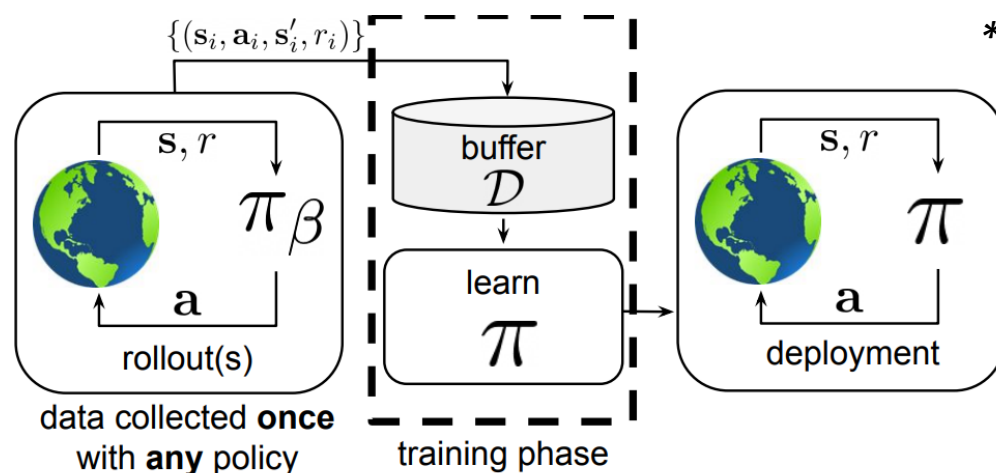 {(s_i, a_i, s'_i, r_i)}
*
s, r
π_β
a
rollout(s)
data collected once
with any policy
buffer
𝒟
learn
π
training phase
s, r
π
a
deployment